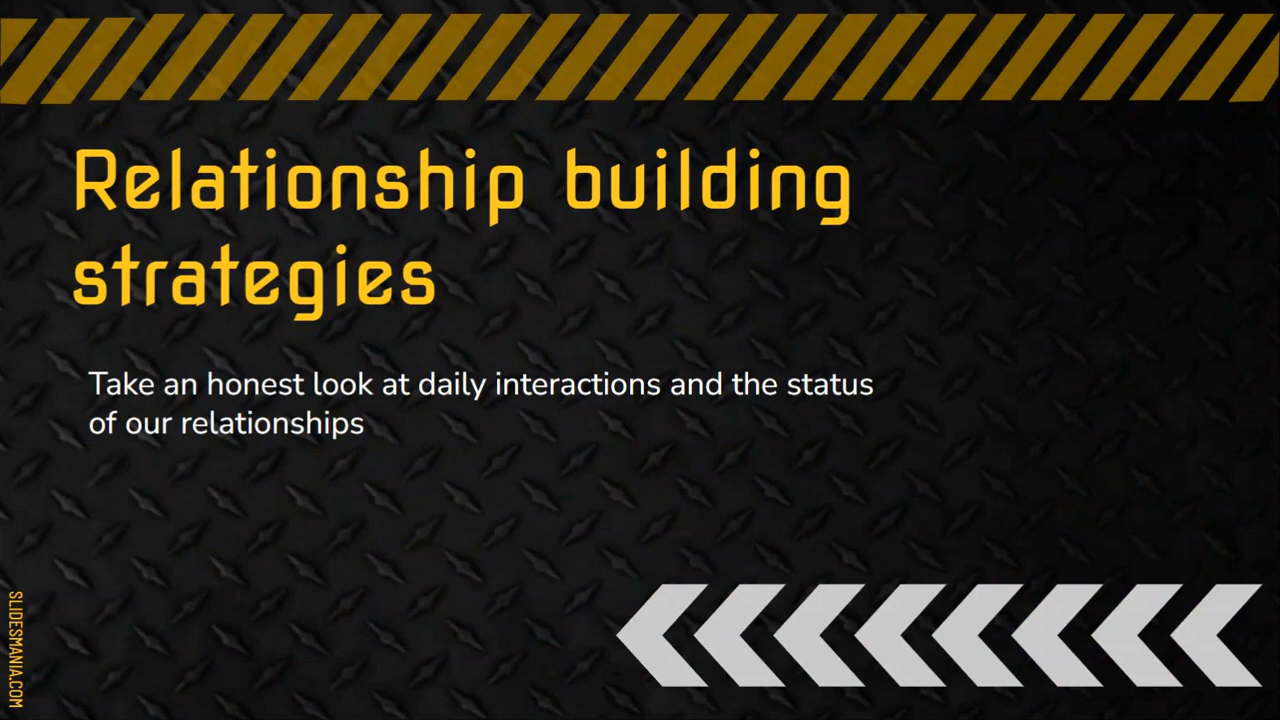 Relationship building
strategies
Take an honest look at daily interactions and the status
of our relationships
SLIDESMANIA.COM